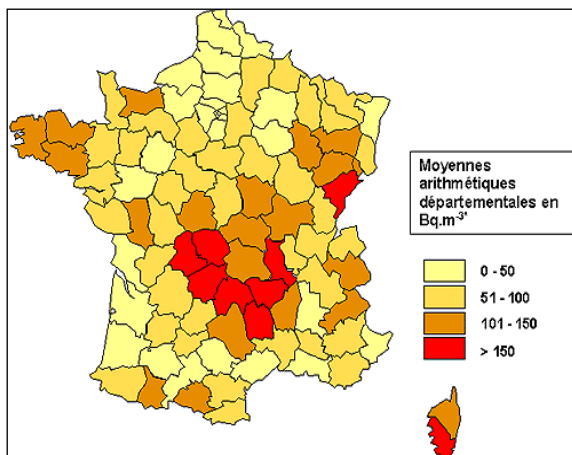 Moyennes
arithmétiques
départementales en
Bq.m-3*
0 - 50
51 - 100
101 - 150
> 150